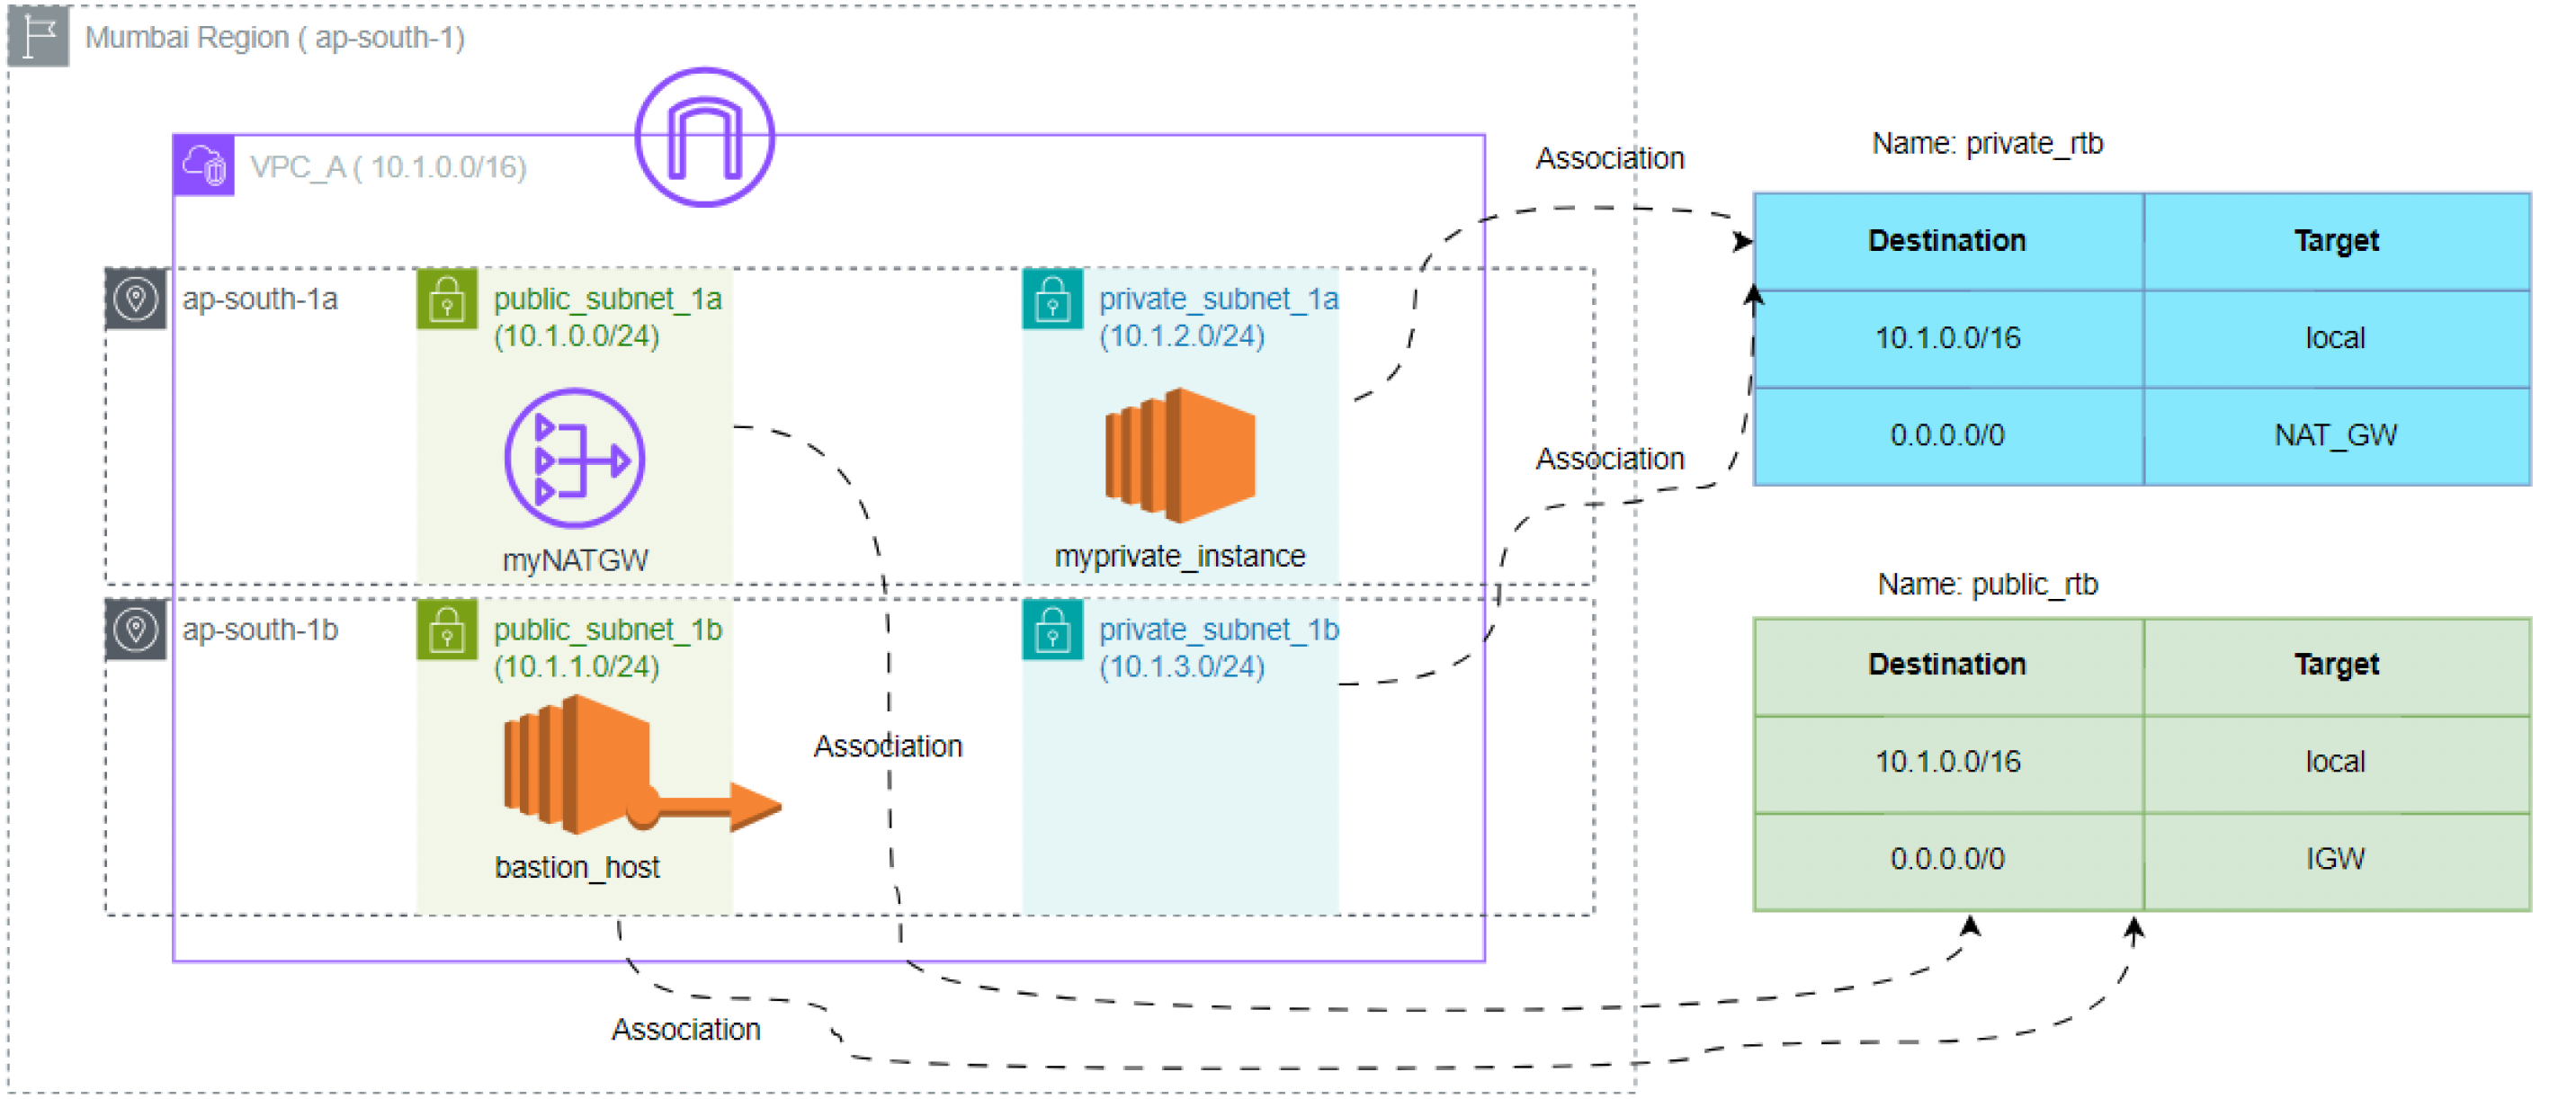 Mumbai Region ( ap-south-1)
VPC_A ( 10.1.0.0/16)
ap-south-1a
public_subnet_1a
(10.1.0.0/24)
myNATGW
private_subnet_1a
(10.1.2.0/24)
myprivate_instance
ap-south-1b
public_subnet_1b
(10.1.1.0/24)
bastion_host
private_subnet_1b
(10.1.3.0/24)
Association
Association
Association
Association
Name: private_rtb
Destination Target
10.1.0.0/16 local
0.0.0.0/0 NAT_GW
Name: public_rtb
Destination Target
10.1.0.0/16 local
0.0.0.0/0 IGW